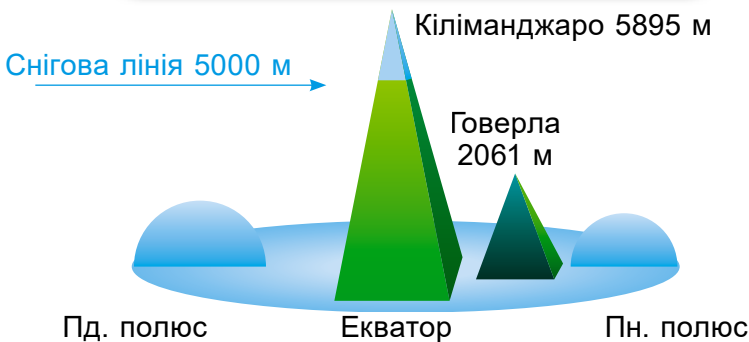 Кіліманджаро 5895 м
Снігова лінія 5000 м
Говерла
2061 м
Пд. полюс
Екватор
Пн. полюс